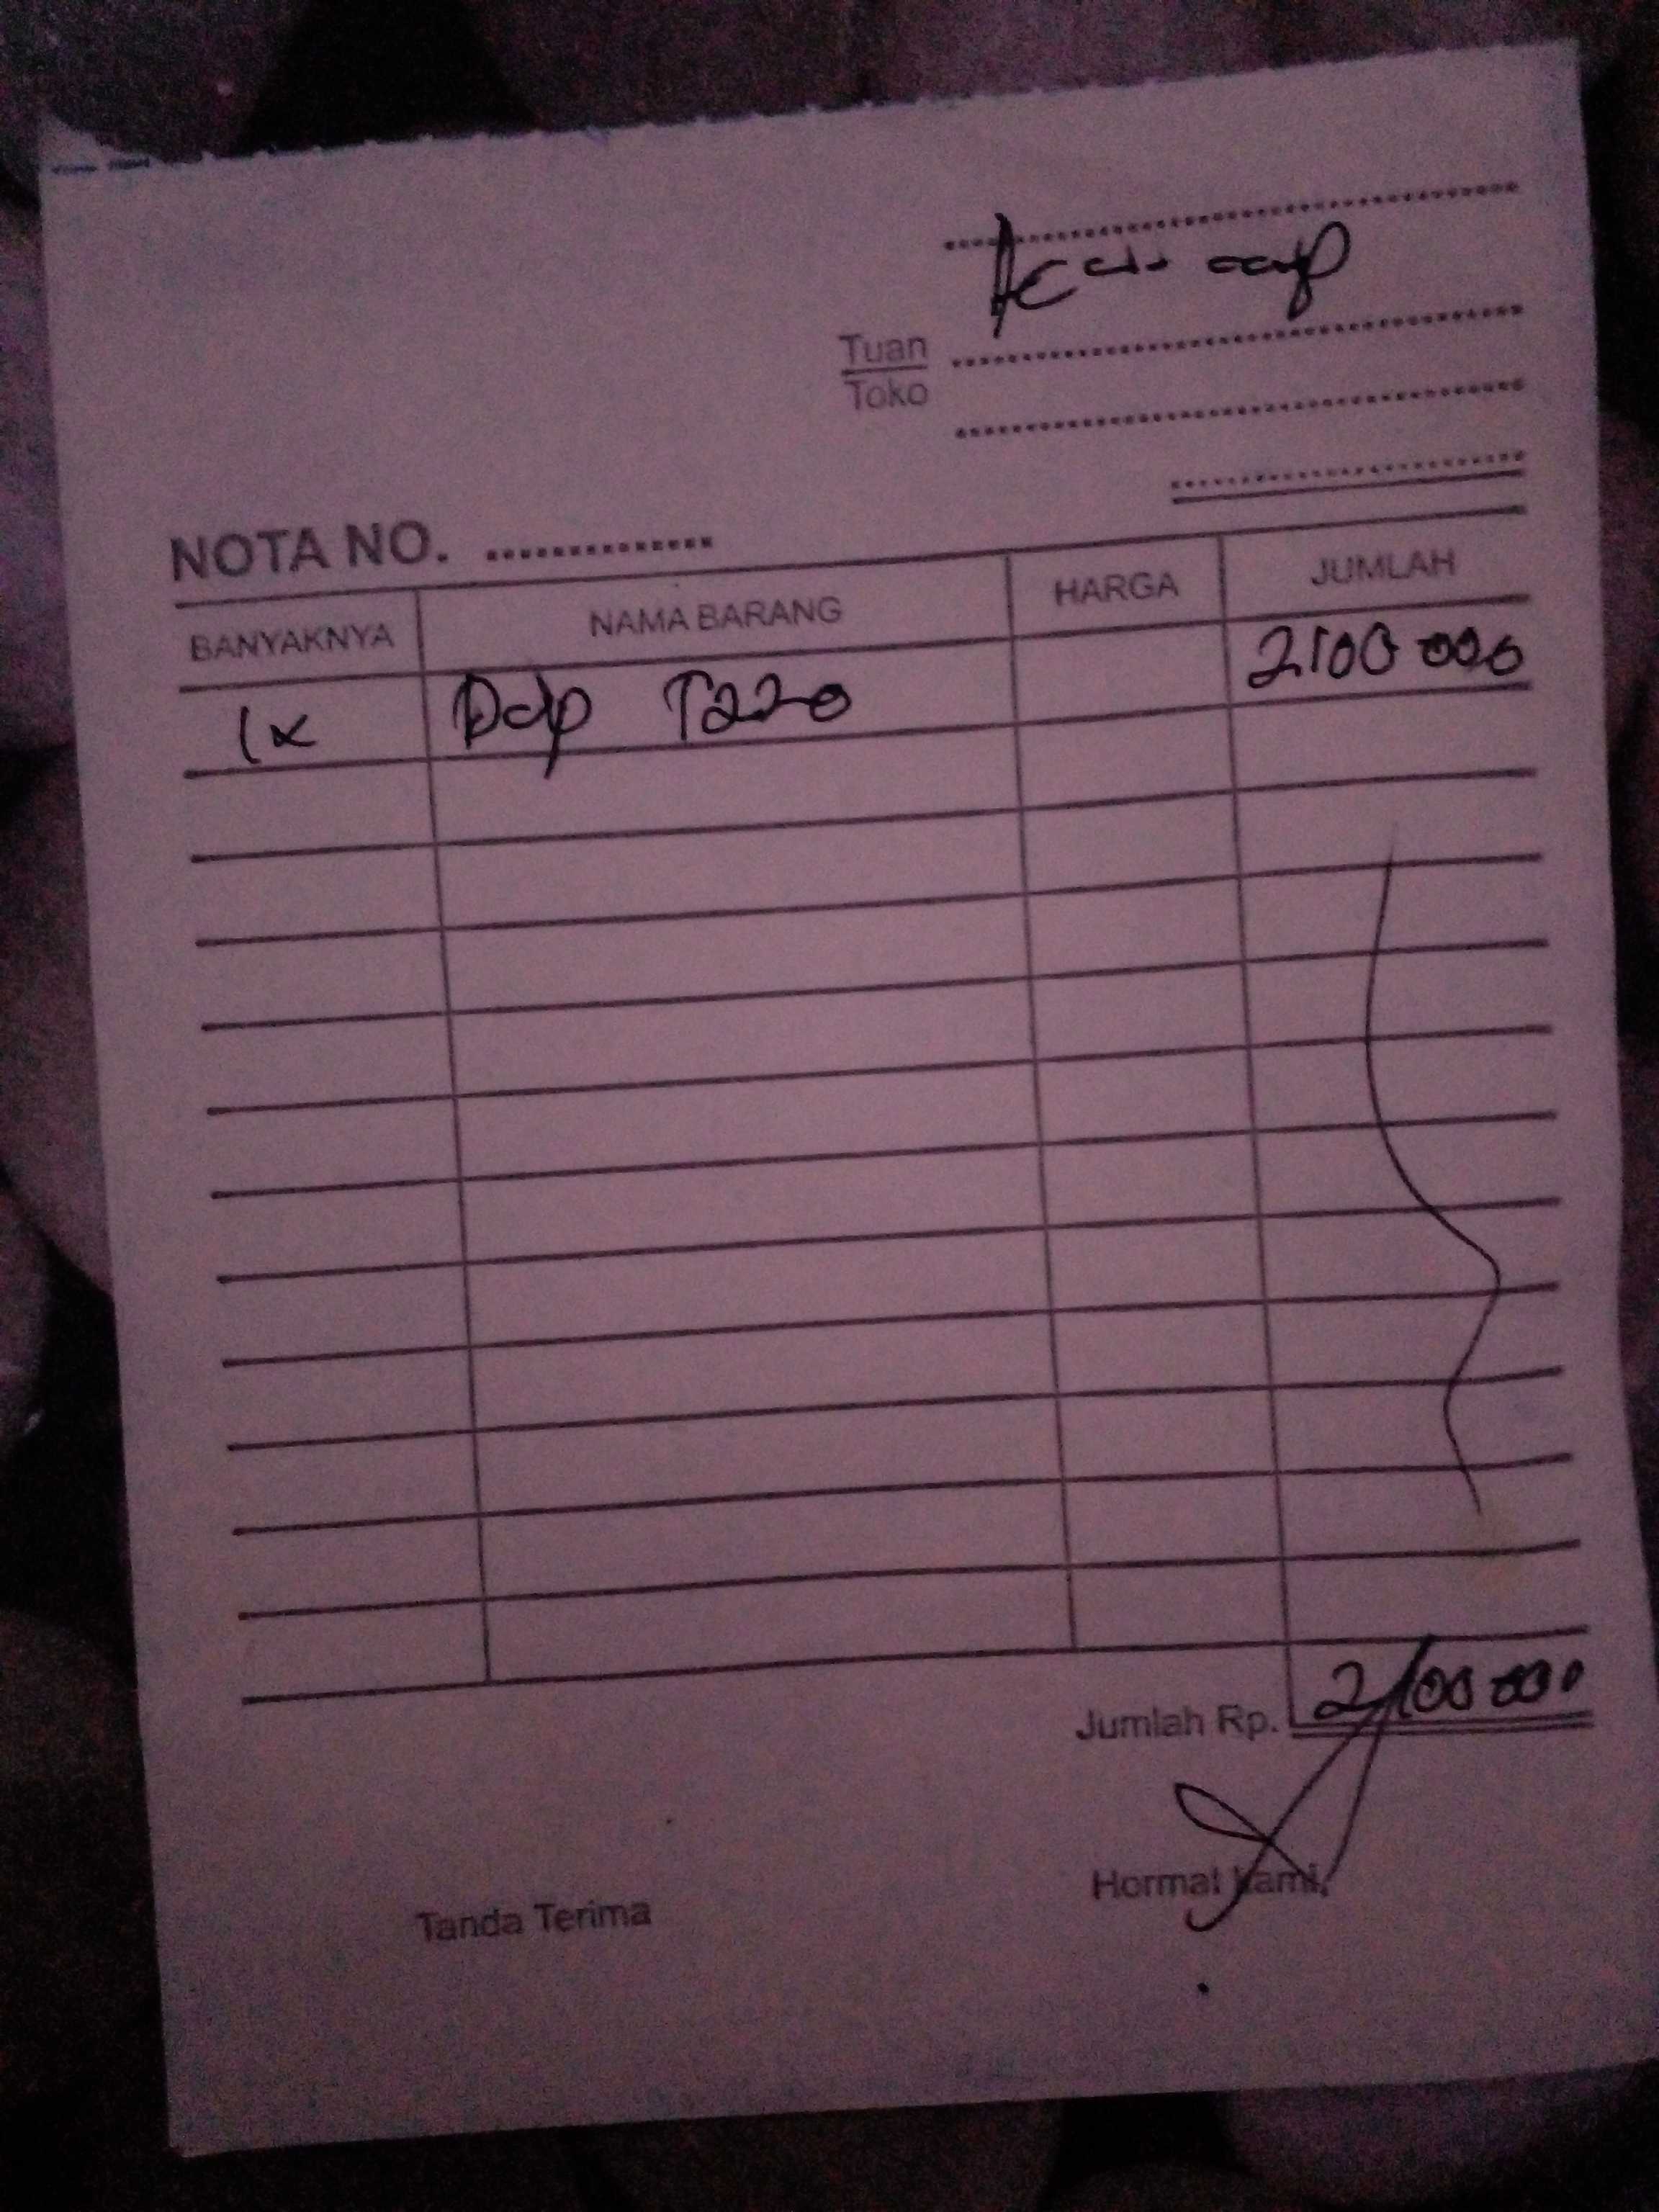 Tuan
Toko
NOTA NO. ..............
BANYAKNYA NAMA BARANG HARGA JUMLAH
1x T220 2100 000
Jumlah Rp. 2100 000
Tanda Terima Hormat Kami,